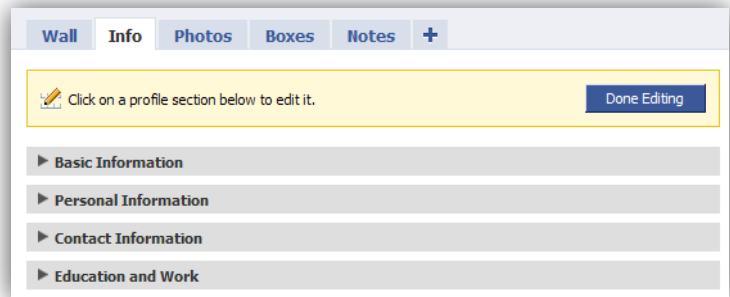 Wall Info Photos Boxes Notes +
Click on a profile section below to edit it. Done Editing
Basic Information
Personal Information
Contact Information
Education and Work